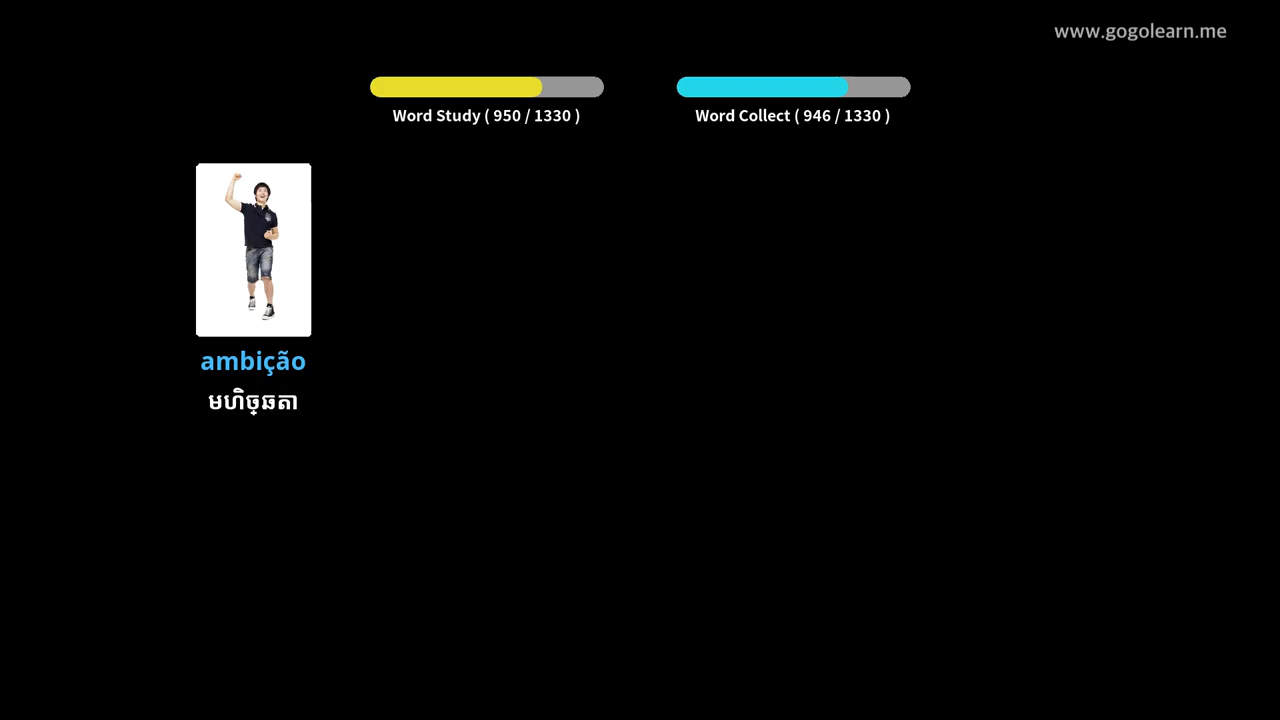 www.gogolearn.me
Word Study ( 950 / 1330 )
Word Collect ( 946 / 1330 )
ambição
មហិច្ឆតា